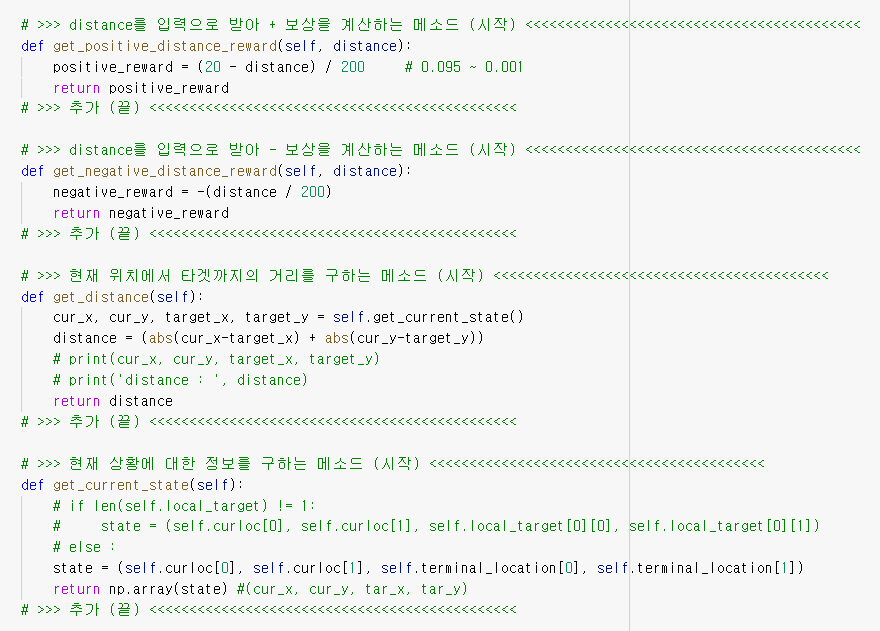 # >>> distance를 입력으로 받아 + 보상을 계산하는 메소드 (시작) <<<<<<<<<<<<<<<<<<<<<<<<<<<<<<<<<<<<<<<<<<
def get_positive_distance_reward(self, distance):
    positive_reward = (20 - distance) / 200     # 0.095 ~ 0.001
    return positive_reward
# >>> 추가 (끝) <<<<<<<<<<<<<<<<<<<<<<<<<<<<<<<<<<<<<<<<<<<<<<

# >>> distance를 입력으로 받아 - 보상을 계산하는 메소드 (시작) <<<<<<<<<<<<<<<<<<<<<<<<<<<<<<<<<<<<<<<<<<
def get_negative_distance_reward(self, distance):
    negative_reward = -(distance / 200)
    return negative_reward
# >>> 추가 (끝) <<<<<<<<<<<<<<<<<<<<<<<<<<<<<<<<<<<<<<<<<<<<<<

# >>> 현재 위치에서 타겟까지의 거리를 구하는 메소드 (시작) <<<<<<<<<<<<<<<<<<<<<<<<<<<<<<<<<<<<<<<<<<
def get_distance(self):
    cur_x, cur_y, target_x, target_y = self.get_current_state()
    distance = (abs(cur_x-target_x) + abs(cur_y-target_y))
    # print(cur_x, cur_y, target_x, target_y)
    # print('distance : ', distance)
    return distance
# >>> 추가 (끝) <<<<<<<<<<<<<<<<<<<<<<<<<<<<<<<<<<<<<<<<<<<<<<

# >>> 현재 상황에 대한 정보를 구하는 메소드 (시작) <<<<<<<<<<<<<<<<<<<<<<<<<<<<<<<<<<<<<<<<<<
def get_current_state(self):
    # if len(self.local_target) != 1:
    #     state = (self.curloc[0], self.curloc[1], self.local_target[0][0], self.local_target[0][1])
    # else :
    state = (self.curloc[0], self.curloc[1], self.terminal_location[0], self.terminal_location[1])
    return np.array(state) #(cur_x, cur_y, tar_x, tar_y)
# >>> 추가 (끝) <<<<<<<<<<<<<<<<<<<<<<<<<<<<<<<<<<<<<<<<<<<<<<